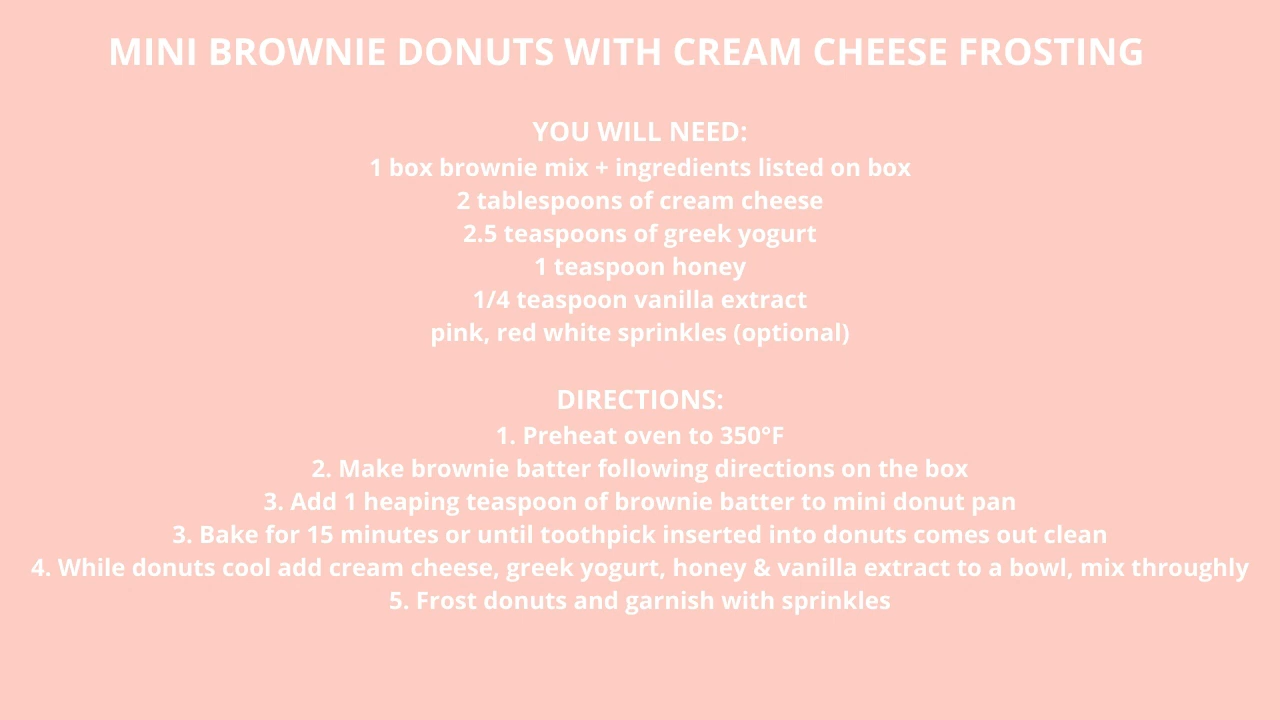 MINI BROWNIE DONUTS WITH CREAM CHEESE FROSTING
YOU WILL NEED:
1 box brownie mix + ingredients listed on box
2 tablespoons of cream cheese
2.5 teaspoons of greek yogurt
1 teaspoon honey
1/4 teaspoon vanilla extract
pink, red white sprinkles (optional)
DIRECTIONS:
1. Preheat oven to 350°F
2. Make brownie batter following directions on the box
3. Add 1 heaping teaspoon of brownie batter to mini donut pan
3. Bake for 15 minutes or until toothpick inserted into donuts comes out clean
4. While donuts cool add cream cheese, greek yogurt, honey & vanilla extract to a bowl, mix throughly
5. Frost donuts and garnish with sprinkles